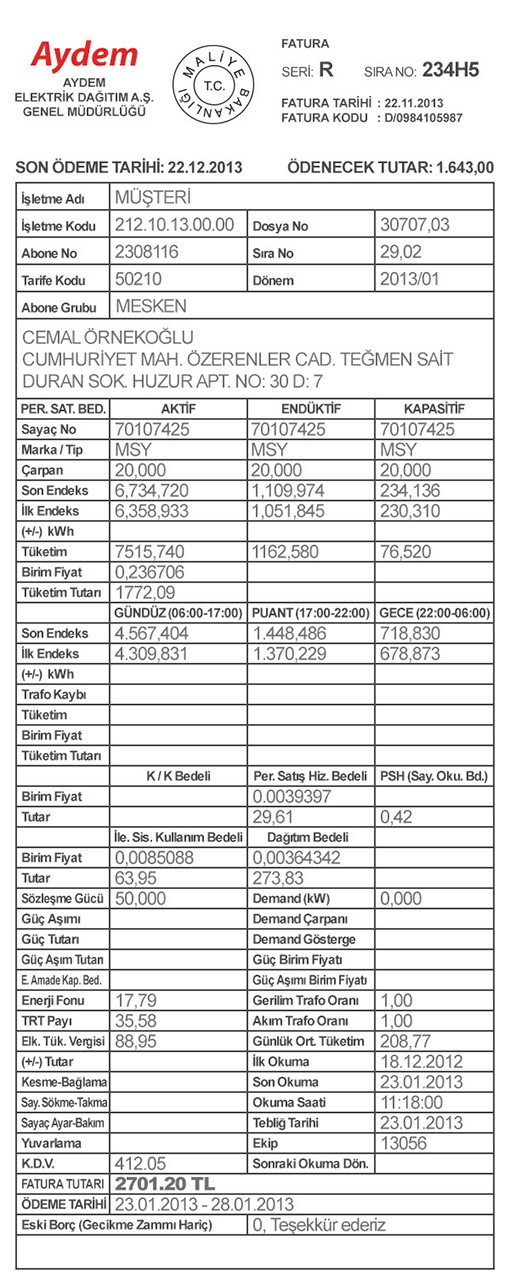 Aydem
AYDEM
ELEKTRİK DAĞITIM A.Ş.
GENEL MÜDÜRLÜĞÜ
MALİYE BAKANLIĞI
T.C.
FATURA
SERİ: R SIRA NO: 234H5
FATURA TARİHİ : 22.11.2013
FATURA KODU : D/0984105987
SON ÖDEME TARİHİ: 22.12.2013 ÖDENECEK TUTAR: 1.643,00
İşletme Adı MÜŞTERİ
İşletme Kodu 212.10.13.00.00 Dosya No 30707,03
Abone No 2308116 Sıra No 29,02
Tarife Kodu 50210 Dönem 2013/01
Abone Grubu MESKEN
CEMAL ÖRNEKOĞLU
CUMHURİYET MAH. ÖZERENLER CAD. TEĞMEN SAİT
DURAN SOK. HUZUR APT. NO: 30 D: 7
PER. SAT. BED. AKTİF ENDÜKTİF KAPASİTİF
Sayaç No 70107425 70107425 70107425
Marka / Tip MSY MSY MSY
Çarpan 20,000 20,000 20,000
Son Endeks 6,734,720 1,109,974 234,136
İlk Endeks 6,358,933 1,051,845 230,310
(+/-) kWh
Tüketim 7515,740 1162,580 76,520
Birim Fiyat 0,236706
Tüketim Tutarı 1772,09
GÜNDÜZ (06:00-17:00) PUANT (17:00-22:00) GECE (22:00-06:00)
Son Endeks 4.567,404 1.448,486 718,830
İlk Endeks 4.309,831 1.370,229 678,873
(+/-) kWh
Trafo Kaybı
Tüketim
Birim Fiyat
Tüketim Tutarı
K / K Bedeli Per. Satış Hiz. Bedeli PSH (Say. Oku. Bd.)
Birim Fiyat 0.0039397
Tutar 29,61 0,42
İle. Sis. Kullanım Bedeli Dağıtım Bedeli
Birim Fiyat 0,0085088 0,00364342
Tutar 63,95 273,83
Sözleşme Gücü 50,000 Demand (kW) 0,000
Güç Aşımı Demand Çarpanı
Güç Tutarı Demand Gösterge
Güç Aşım Tutarı Güç Birim Fiyatı
E. Amade Kap. Bed. Güç Aşımı Birim Fiyatı
Enerji Fonu 17,79 Gerilim Trafo Oranı 1,00
TRT Payı 35,58 Akım Trafo Oranı 1,00
Elk. Tük. Vergisi 88,95 Günlük Ort. Tüketim 208,77
(+/-) Tutar İlk Okuma 18.12.2012
Kesme-Bağlama Son Okuma 23.01.2013
Say. Sökme-Takma Okuma Saati 11:18:00
Sayaç Ayar-Bakım Tebliğ Tarihi 23.01.2013
Yuvarlama Ekip 13056
K.D.V. 412.05 Sonraki Okuma Dön.
FATURA TUTARI 2701.20 TL
ÖDEME TARİHİ 23.01.2013 - 28.01.2013
Eski Borç (Gecikme Zammı Hariç) 0, Teşekkür ederiz